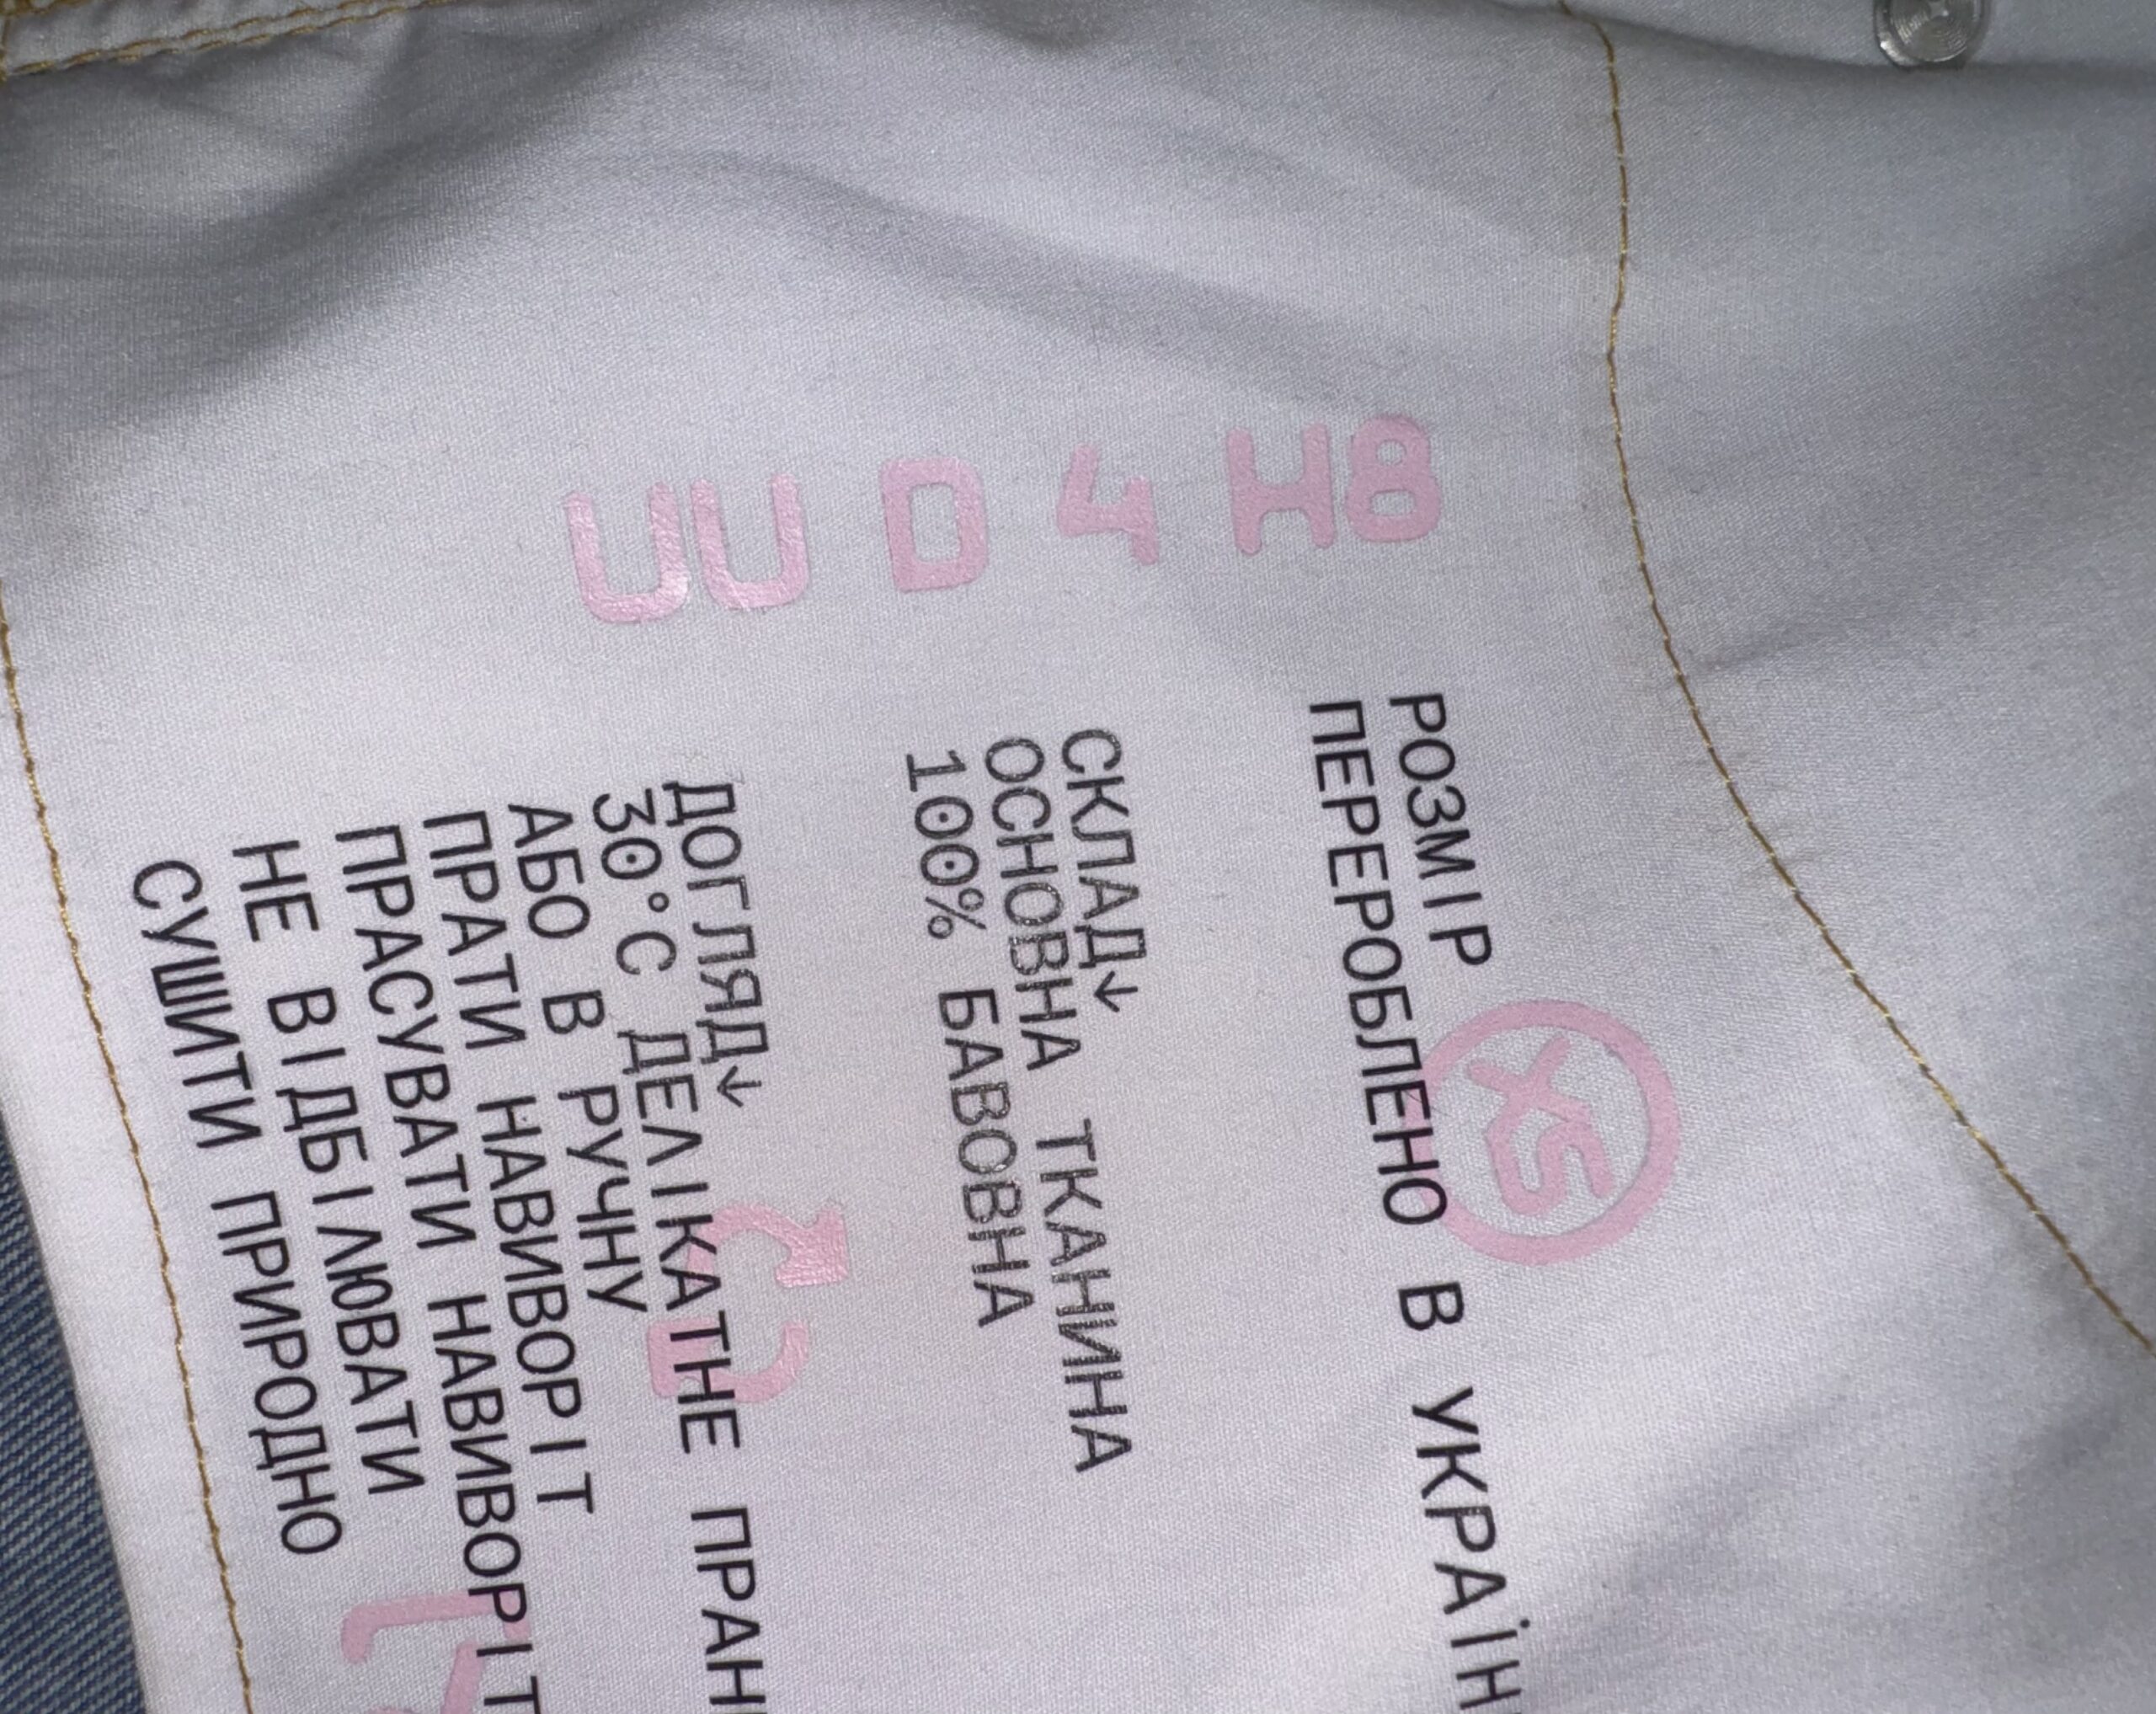 UU D 4 H8
РОЗМІР XS
ПЕРЕРОБЛЕНО В УКРАЇН
СКЛАД↓
ОСНОВНА ТКАНИНА
100% БАВОВНА
ДОГЛЯД↓
30°С ДЕЛІКАТНЕ ПРАН
АБО В РУЧНУ
ПРАТИ НАВИВОРІТ
ПРАСУВАТИ НАВИВОРІТ
НЕ ВІДБІЛЮВАТИ
СУШИТИ ПРИРОДНО